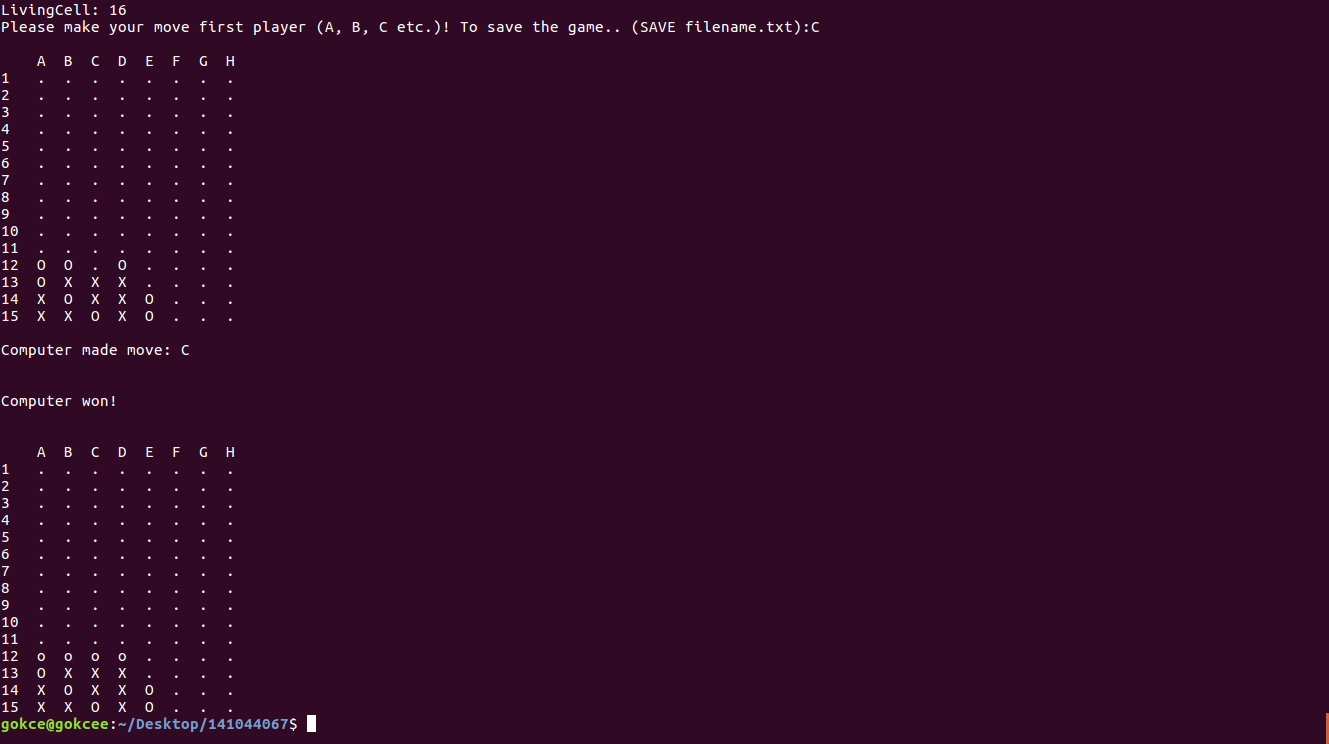 LivingCell: 16
Please make your move first player (A, B, C etc.)! To save the game.. (SAVE filename.txt):C
    A  B  C  D  E  F  G  H
1   .  .  .  .  .  .  .  .
2   .  .  .  .  .  .  .  .
3   .  .  .  .  .  .  .  .
4   .  .  .  .  .  .  .  .
5   .  .  .  .  .  .  .  .
6   .  .  .  .  .  .  .  .
7   .  .  .  .  .  .  .  .
8   .  .  .  .  .  .  .  .
9   .  .  .  .  .  .  .  .
10  .  .  .  .  .  .  .  .
11  .  .  .  .  .  .  .  .
12  O  O  .  O  .  .  .  .
13  O  X  X  X  .  .  .  .
14  X  O  X  X  O  .  .  .
15  X  X  O  X  O  .  .  .
Computer made move: C
Computer won!
    A  B  C  D  E  F  G  H
1   .  .  .  .  .  .  .  .
2   .  .  .  .  .  .  .  .
3   .  .  .  .  .  .  .  .
4   .  .  .  .  .  .  .  .
5   .  .  .  .  .  .  .  .
6   .  .  .  .  .  .  .  .
7   .  .  .  .  .  .  .  .
8   .  .  .  .  .  .  .  .
9   .  .  .  .  .  .  .  .
10  .  .  .  .  .  .  .  .
11  .  .  .  .  .  .  .  .
12  o  o  o  o  .  .  .  .
13  O  X  X  X  .  .  .  .
14  X  O  X  X  O  .  .  .
15  X  X  O  X  O  .  .  .
gokce@gokcee:~/Desktop/141044067$